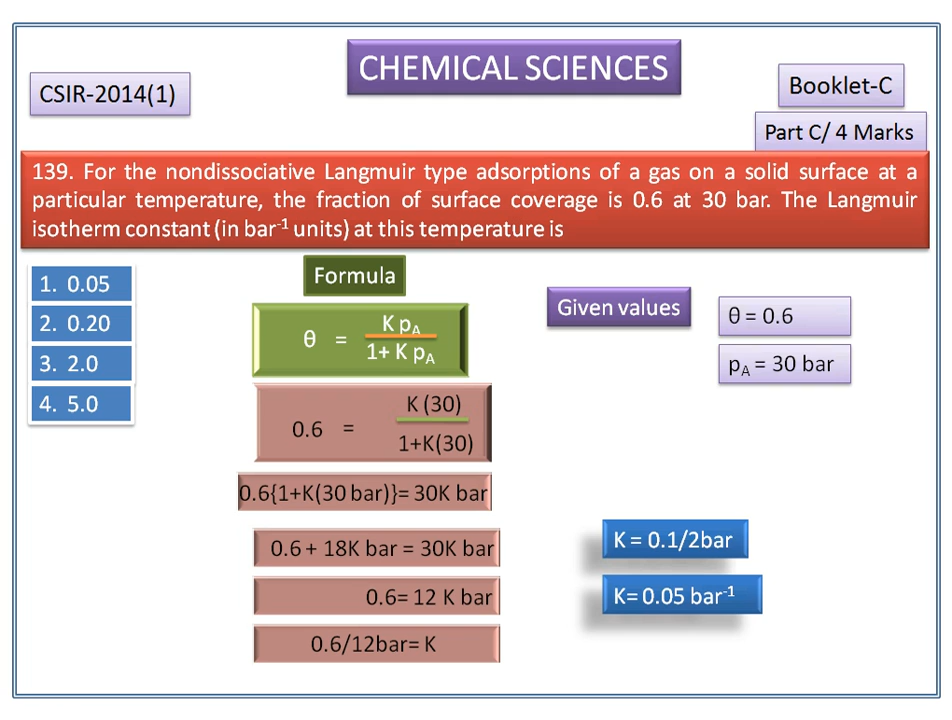 CHEMICAL SCIENCES
CSIR-2014(1)
Booklet-C
Part C/ 4 Marks
139. For the nondissociative Langmuir type adsorptions of a gas on a solid surface at a
particular temperature, the fraction of surface coverage is 0.6 at 30 bar. The Langmuir
isotherm constant (in bar⁻¹ units) at this temperature is
1. 0.05
2. 0.20
3. 2.0
4. 5.0
Formula
θ = K p_A / 1+ K p_A
0.6 = K (30) / 1+K(30)
0.6{1+K(30 bar)}= 30K bar
0.6 + 18K bar = 30K bar
0.6= 12 K bar
0.6/12bar= K
Given values
θ = 0.6
p_A = 30 bar
K = 0.1/2bar
K= 0.05 bar⁻¹